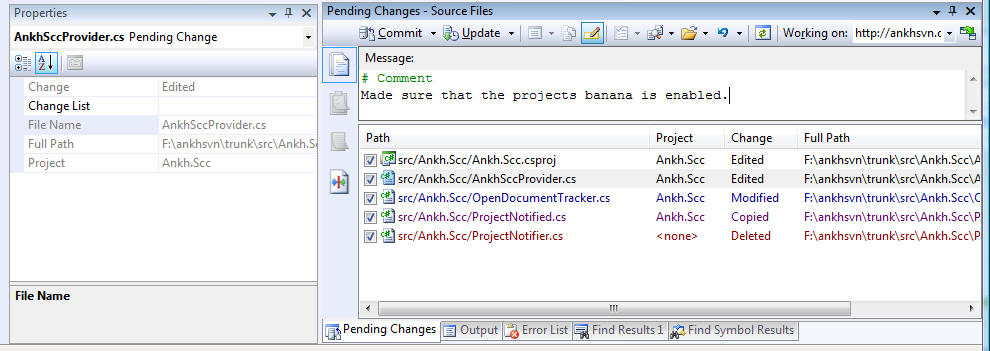 Properties
AnkhSccProvider.cs Pending Change
Change Edited
Change List
File Name AnkhSccProvider.cs
Full Path F:\ankhsvn\trunk\src\Ankh.Sc
Project Ankh.Scc
File Name
Pending Changes - Source Files
Commit Update Working on: http://ankhsvn.c
Message:
# Comment
Made sure that the projects banana is enabled.
Path Project Change Full Path
src/Ankh.Scc/Ankh.Scc.csproj Ankh.Scc Edited F:\ankhsvn\trunk\src\Ankh.Scc\A
src/Ankh.Scc/AnkhSccProvider.cs Ankh.Scc Edited F:\ankhsvn\trunk\src\Ankh.Scc\A
src/Ankh.Scc/OpenDocumentTracker.cs Ankh.Scc Modified F:\ankhsvn\trunk\src\Ankh.Scc\C
src/Ankh.Scc/ProjectNotified.cs Ankh.Scc Copied F:\ankhsvn\trunk\src\Ankh.Scc\P
src/Ankh.Scc/ProjectNotifier.cs <none> Deleted F:\ankhsvn\trunk\src\Ankh.Scc\P
Pending Changes Output Error List Find Results 1 Find Symbol Results